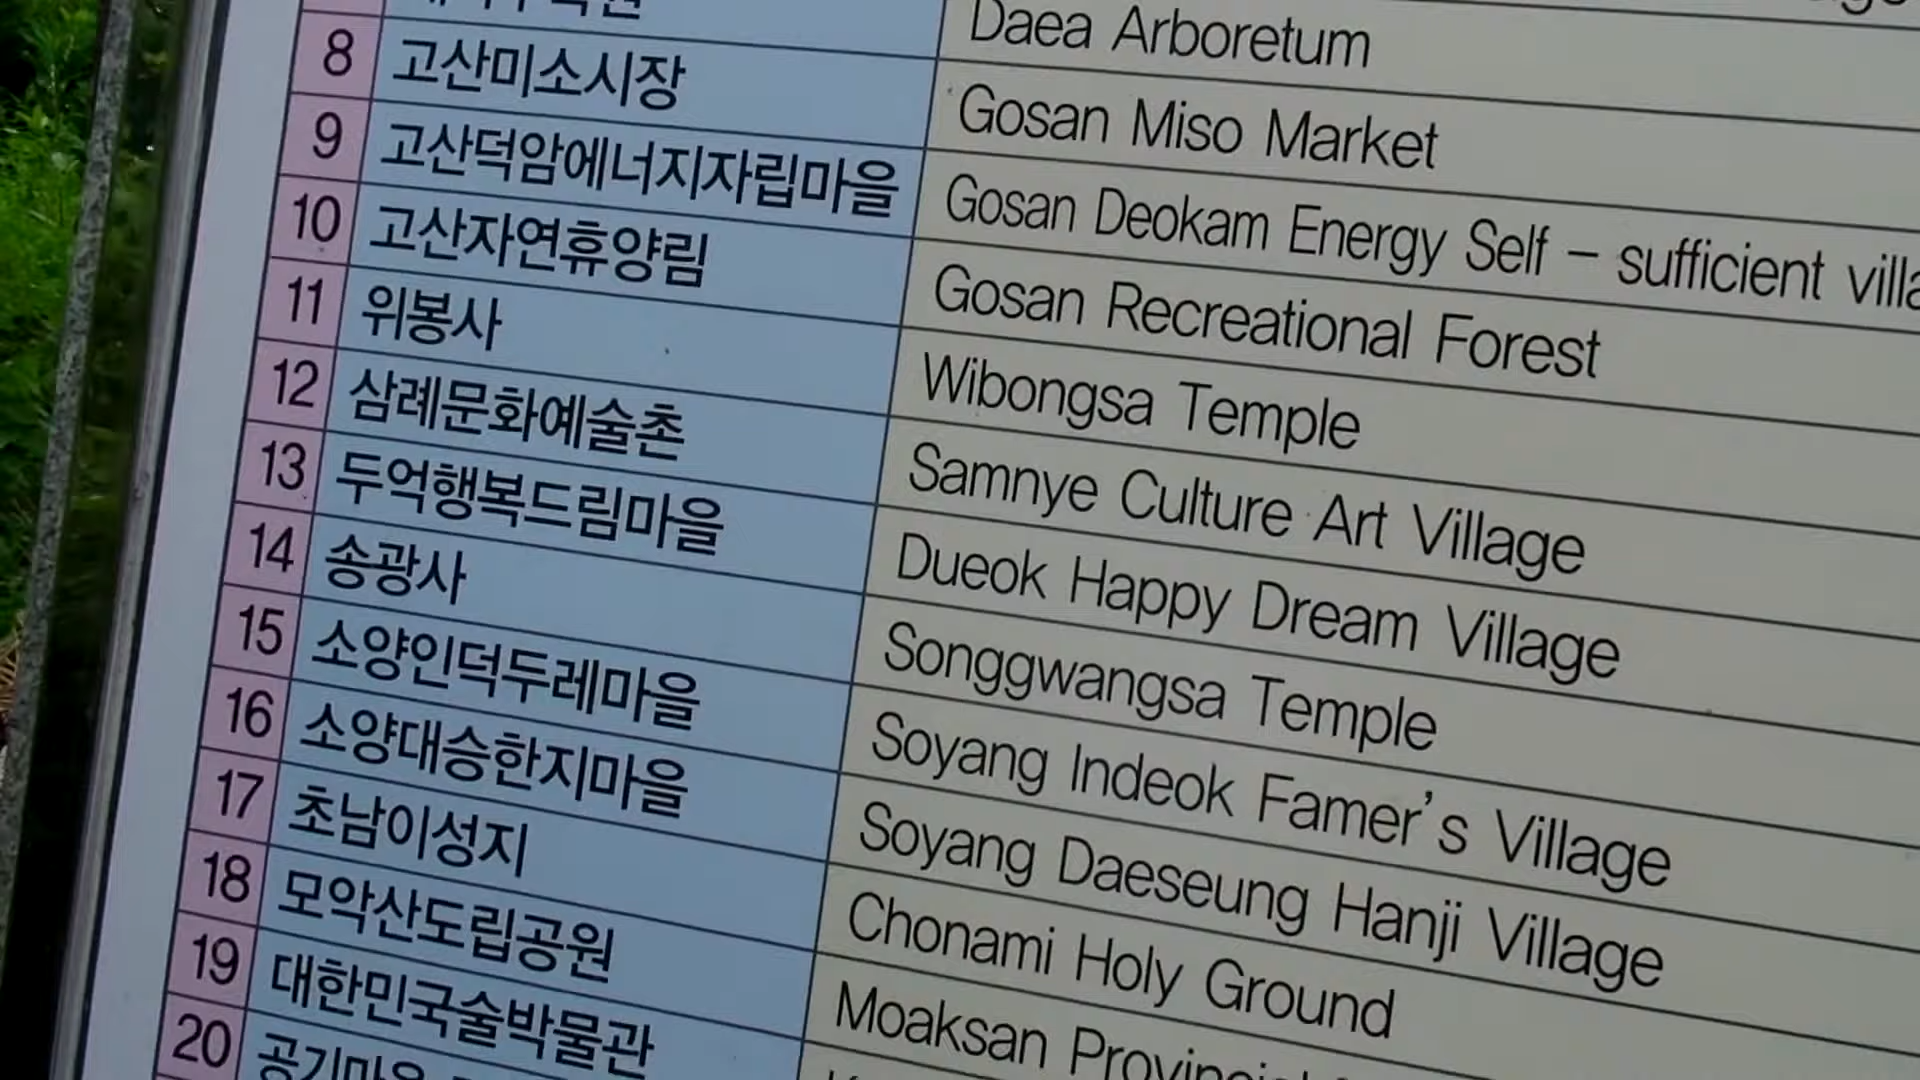 Daea Arboretum
8 고산미소시장 Gosan Miso Market
9 고산덕암에너지자립마을 Gosan Deokam Energy Self - sufficient
10 고산자연휴양림 Gosan Recreational Forest
11 위봉사 Wibongsa Temple
12 삼례문화예술촌 Samnye Culture Art Village
13 두억행복드림마을 Dueok Happy Dream Village
14 송광사 Songgwangsa Temple
15 소양인덕두레마을 Soyang Indeok Famer's Village
16 소양대승한지마을 Soyang Daeseung Hanji Village
17 초남이성지 Chonami Holy Ground
18 모악산도립공원 Moaksan Provincial
19 대한민국술박물관
20 공기마을